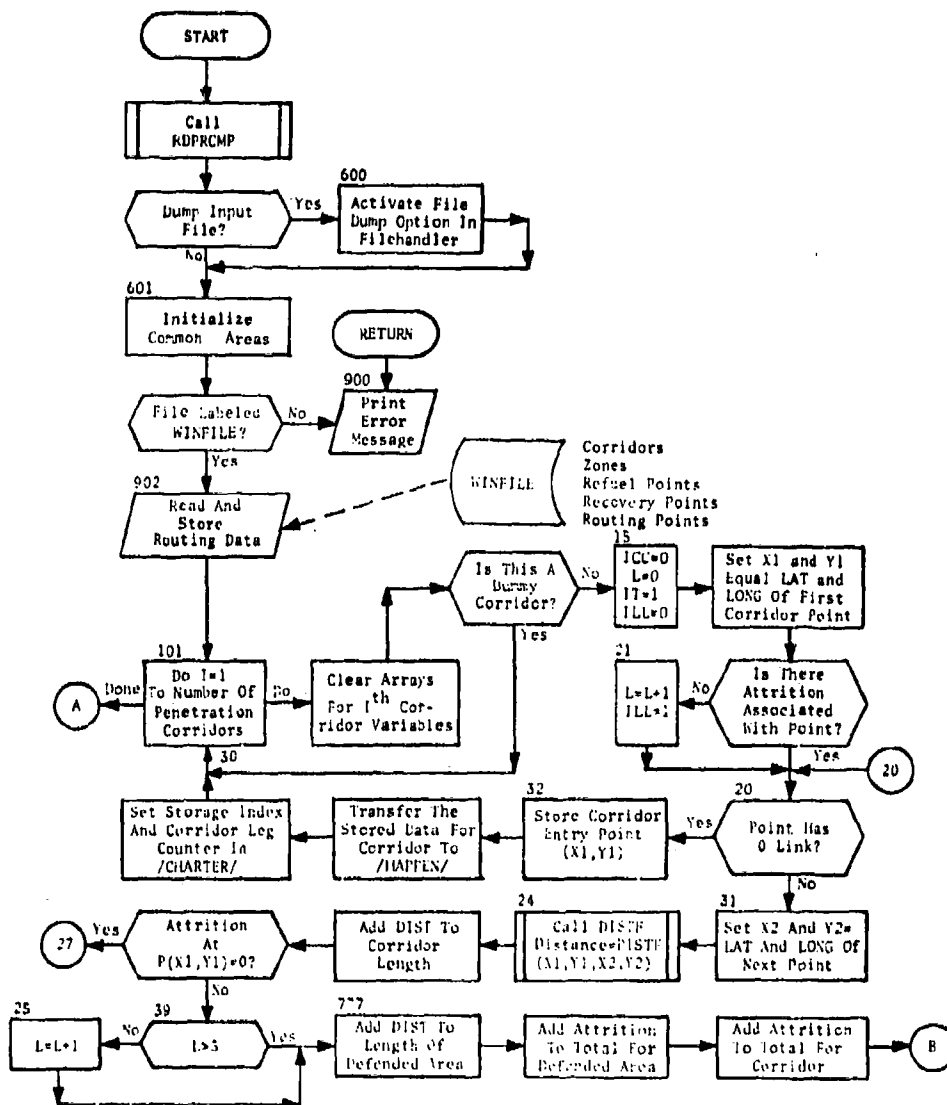 START
Call
RDPRCMP
Dump Input
File?
Yes
No
600
Activate File
Dump Option In
Filehandler
601
Initialize
Common Areas
RETURN
File Labeled
WINFILE?
No
Yes
900
Print
Error
Message
902
Read And
Store
Routing Data
WINFILE
Corridors
Zones
Refuel Points
Recovery Points
Routing Points
101
Do I=1
To Number Of
Penetration
Corridors
Done
A
Do
Clear Arrays
For Ith Cor-
ridor Variables
Is This A
Dummy
Corridor?
No
Yes
15
L=0
IT=1
ILL=0
Set X1 and Y1
Equal LAT and
LONG Of First
Corridor Point
Is There
Attrition
Associated
With Point?
No
Yes
21
L=L+1
ILL=1
20
20
Point Has
0 Link?
Yes
No
32
Store Corridor
Entry Point
(X1,Y1)
Transfer The
Stored Data For
Corridor To
/HAPPEN/
30
Set Storage Index
And Corridor Leg
Counter In
/CHARTER/
31
Set X2 And Y2=
LAT And LONG Of
Next Point
24
Call DISTF
Distance=DISTF
(X1,Y1,X2,Y2)
Add DIST To
Corridor
Length
Attrition
At
P(X1,Y1)=0?
Yes
27
No
39
No
Yes
25
L=L+1
Add DIST To
Length Of
Defended Area
Add Attrition
To Total For
Defended Area
Add Attrition
To Total For
Corridor
B